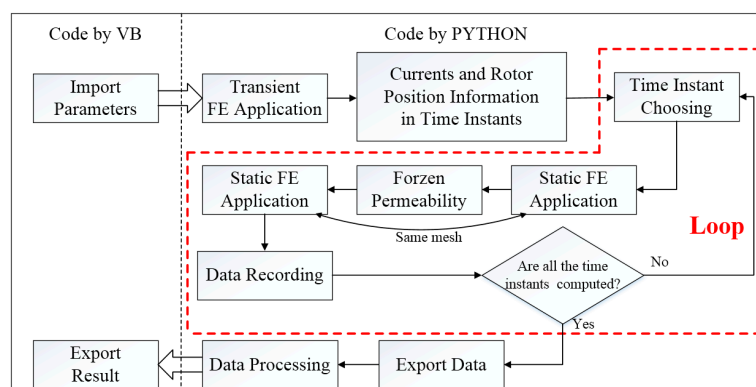 Code by VB
Code by PYTHON
Import
Parameters
Transient
FE Application
Currents and Rotor
Position Information
in Time Instants
Time Instant
Choosing
Static FE
Application
Forzen
Permeability
Static FE
Application
Same mesh
Loop
Data Recording
Are all the time
instants computed?
No
Yes
Export
Result
Data Processing
Export Data